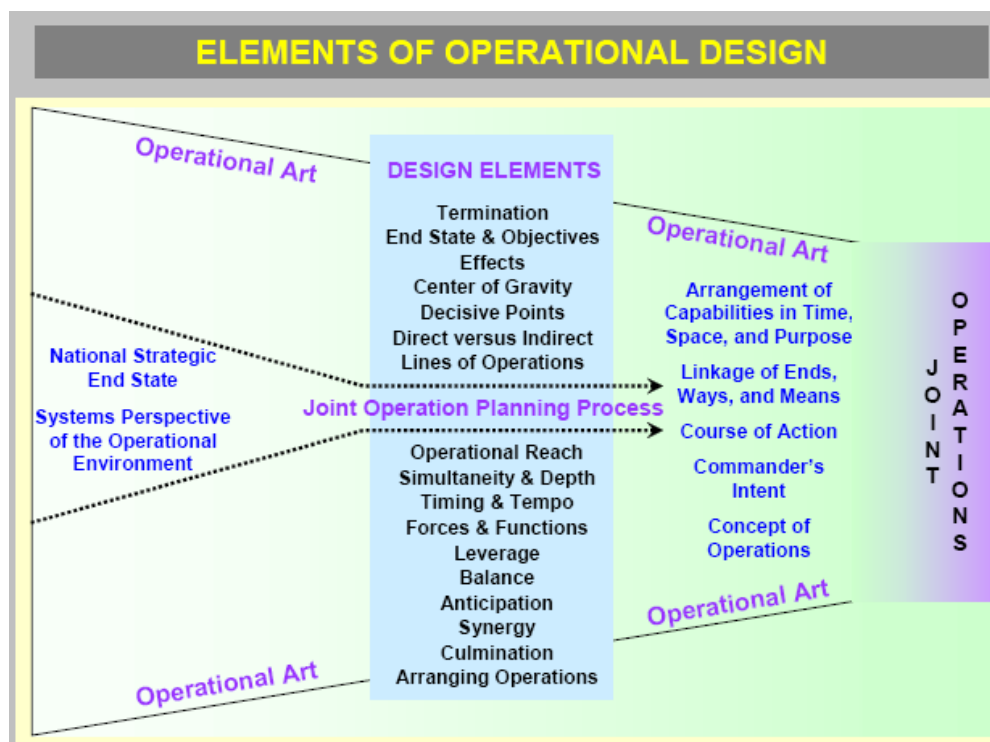 ELEMENTS OF OPERATIONAL DESIGN
Operational Art
National Strategic
End State
Systems Perspective
of the Operational
Environment
Operational Art
DESIGN ELEMENTS
Termination
End State & Objectives
Effects
Center of Gravity
Decisive Points
Direct versus Indirect
Lines of Operations
Joint Operation Planning Process
Operational Reach
Simultaneity & Depth
Timing & Tempo
Forces & Functions
Leverage
Balance
Anticipation
Synergy
Culmination
Arranging Operations
Operational Art
Arrangement of
Capabilities in Time,
Space, and Purpose
Linkage of Ends,
Ways, and Means
Course of Action
Commander's
Intent
Concept of
Operations
Operational Art
JOINT
OPERATIONS